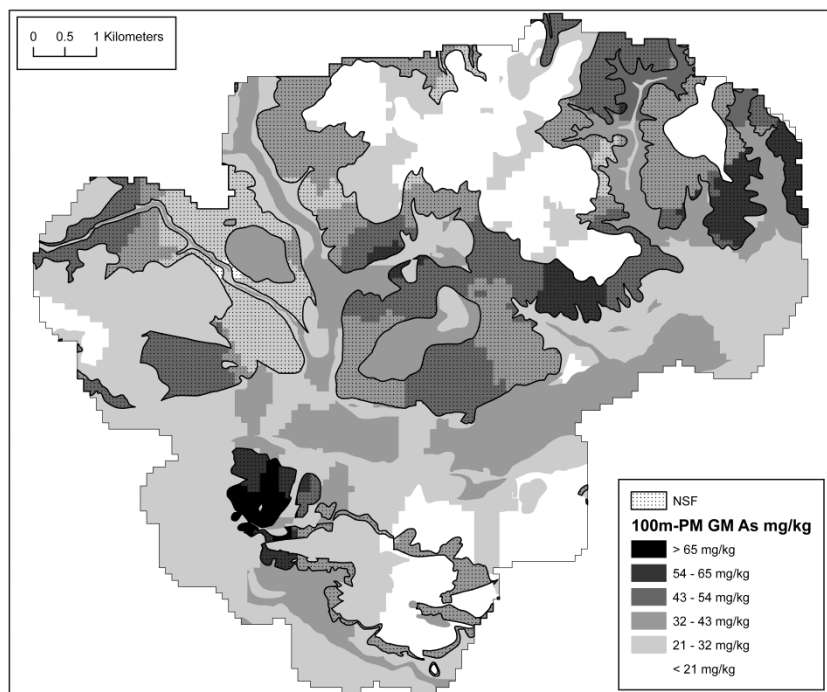 0 0.5 1 Kilometers
NSF
100m-PM GM As mg/kg
> 65 mg/kg
54 - 65 mg/kg
43 - 54 mg/kg
32 - 43 mg/kg
21 - 32 mg/kg
< 21 mg/kg